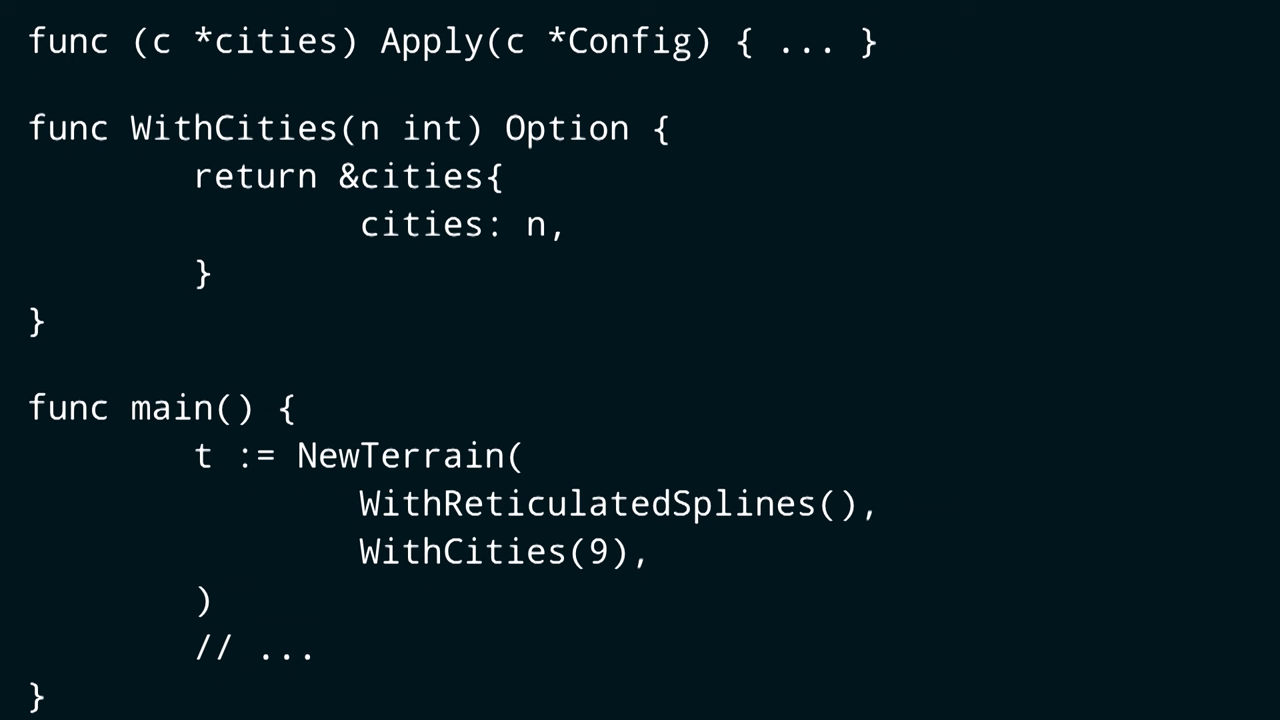 func (c *cities) Apply(c *Config) { ... }
func WithCities(n int) Option {
return &cities{
cities: n,
}
}
func main() {
t := NewTerrain(
WithReticulatedSplines(),
WithCities(9),
)
// ...
}